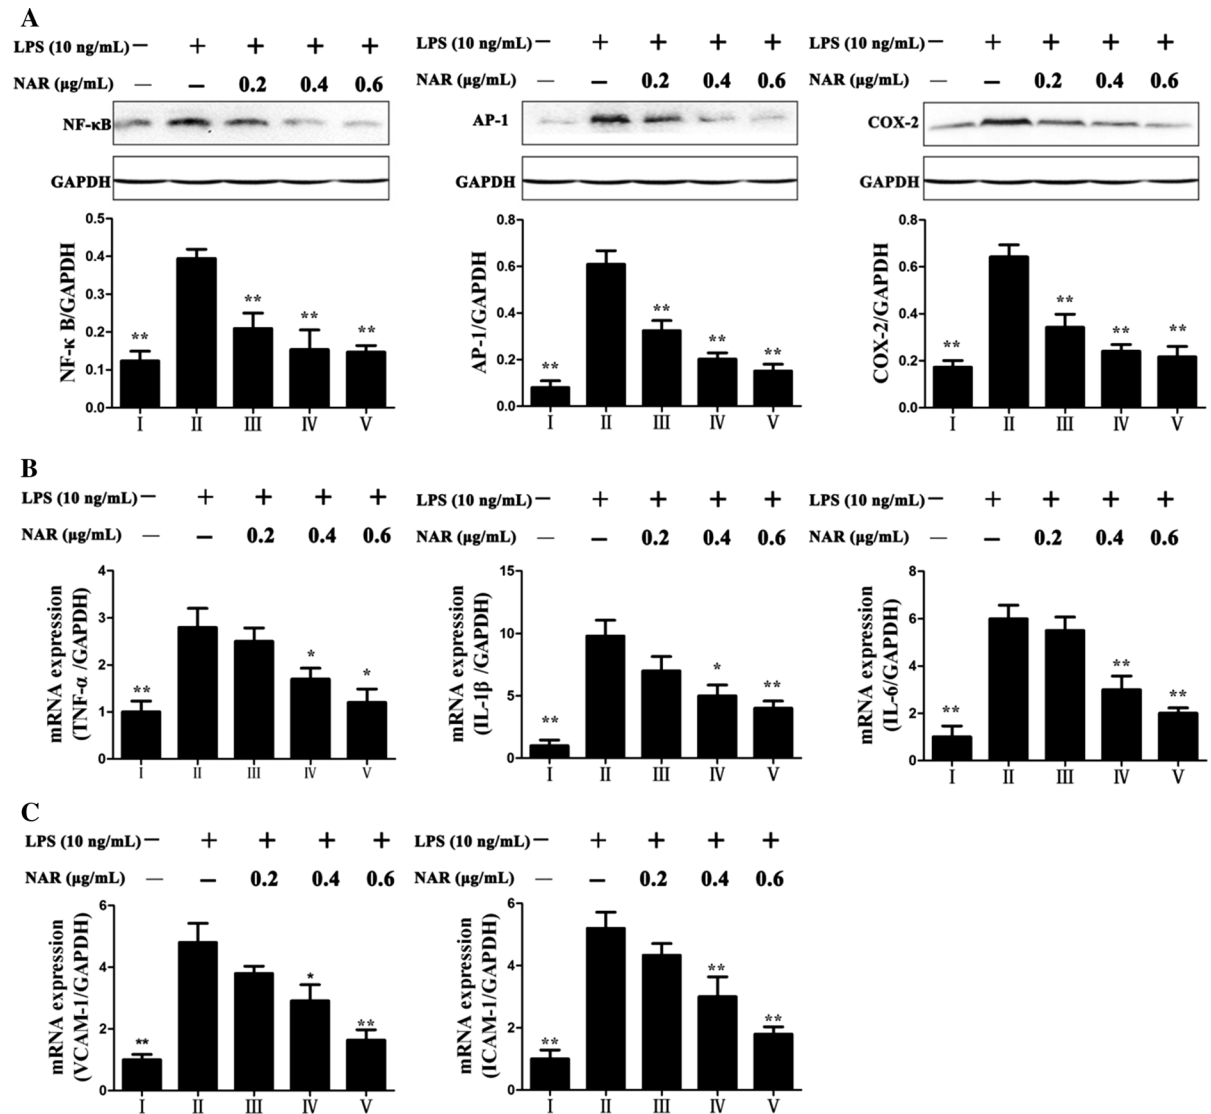 A
LPS (10 ng/mL) — + + + +
NAR (μg/mL) — – 0.2 0.4 0.6
NF-κB
GAPDH
NF-κ B/GAPDH
0.5
0.4
0.3
0.2
0.1
0.0
** ** ** **
I II III IV V
LPS (10 ng/mL) — + + + +
NAR (μg/mL) — – 0.2 0.4 0.6
AP-1
GAPDH
AP-1/GAPDH
0.8
0.6
0.4
0.2
0.0
** ** ** **
I II III IV V
LPS (10 ng/mL) — + + + +
NAR (μg/mL) — – 0.2 0.4 0.6
COX-2
GAPDH
COX-2/GAPDH
0.8
0.6
0.4
0.2
0.0
** ** ** **
I II III IV V
B
LPS (10 ng/mL) — + + + +
NAR (μg/mL) — – 0.2 0.4 0.6
mRNA expression
(TNF-α /GAPDH)
4
3
2
1
0
** * *
I II III IV V
LPS (10 ng/mL) — + + + +
NAR (μg/mL) — – 0.2 0.4 0.6
mRNA expression
(IL-1β /GAPDH)
15
10
5
0
** * **
I II III IV V
LPS (10 ng/mL) — + + + +
NAR (μg/mL) — – 0.2 0.4 0.6
mRNA expression
(IL-6/GAPDH)
8
6
4
2
0
** ** **
I II III IV V
C
LPS (10 ng/mL) — + + + +
NAR (μg/mL) — – 0.2 0.4 0.6
mRNA expression
(VCAM-1/GAPDH)
6
4
2
0
** * **
I II III IV V
LPS (10 ng/mL) — + + + +
NAR (μg/mL) — – 0.2 0.4 0.6
mRNA expression
(ICAM-1/GAPDH)
6
4
2
0
** ** **
I II III IV V